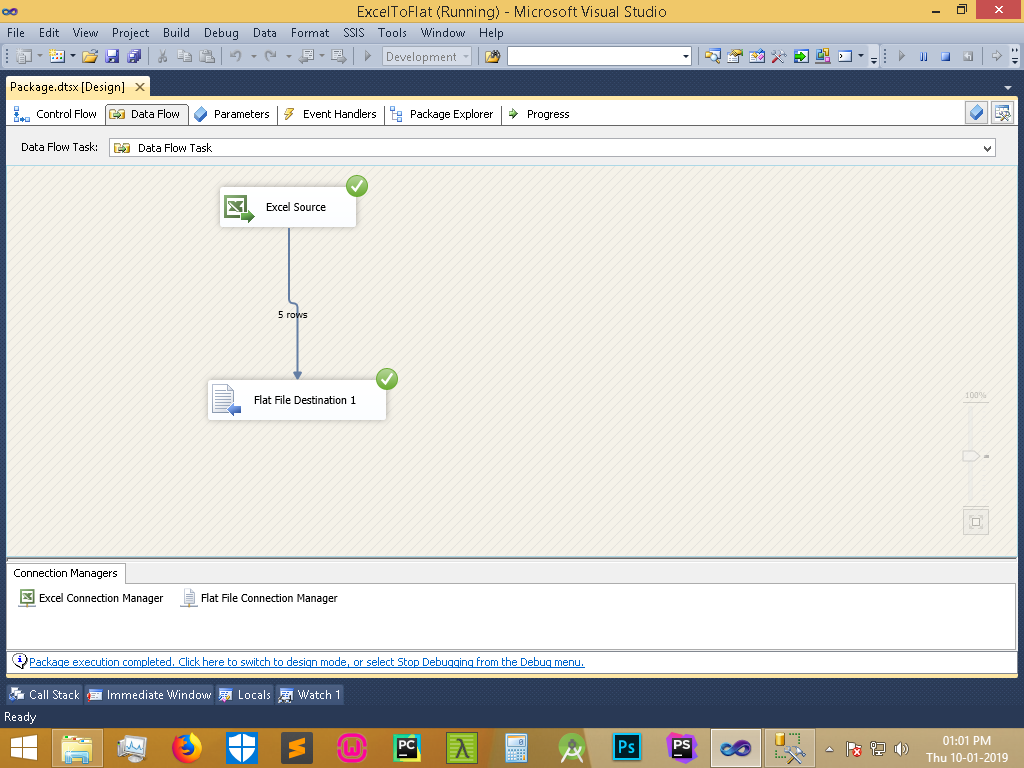 ExcelToFlat (Running) - Microsoft Visual Studio
File Edit View Project Build Debug Data Format SSIS Tools Window Help
Development
Package.dtsx [Design]
Control Flow Data Flow Parameters Event Handlers Package Explorer Progress
Data Flow Task: Data Flow Task
Excel Source
5 rows
Flat File Destination 1
100%
Connection Managers
Excel Connection Manager Flat File Connection Manager
Package execution completed. Click here to switch to design mode, or select Stop Debugging from the Debug menu.
Call Stack Immediate Window Locals Watch 1
Ready
PC Ps PS
01:01 PM
Thu 10-01-2019